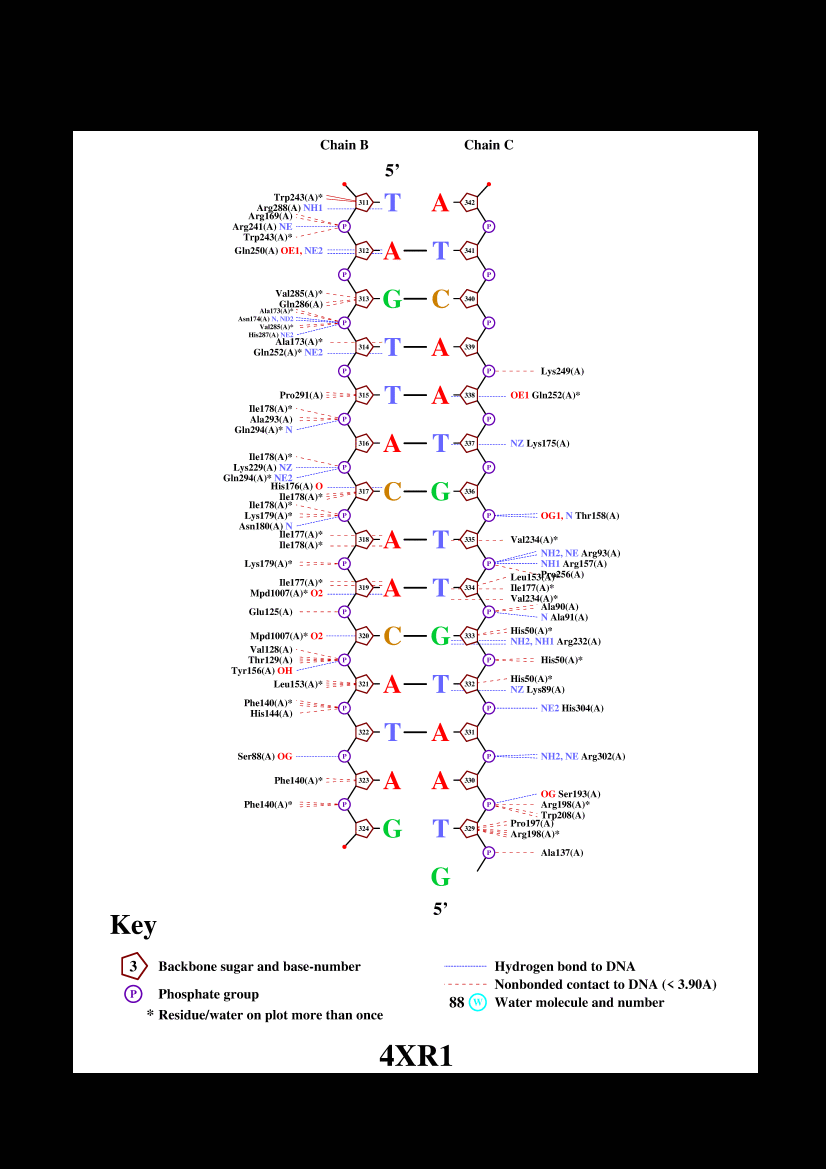 Chain B
Chain C
5’
Trp243(A)*
Arg288(A) NH1
Arg169(A)
Arg241(A) NE
Trp243(A)*
Gln250(A) OE1, NE2
Val285(A)*
Gln286(A)
Ala173(A)*
Asn174(A) N, ND2
Val285(A)*
His287(A) NE2
Ala173(A)*
Gln252(A)* NE2
Pro291(A)
Ile178(A)*
Ala293(A)
Gln294(A)* N
Ile178(A)*
Lys229(A) NZ
Gln294(A)* NE2
His176(A) O
Ile178(A)*
Ile178(A)*
Lys179(A)*
Asn180(A) N
Ile177(A)*
Ile178(A)*
Lys179(A)*
Ile177(A)*
Mpd1007(A)* O2
Glu125(A)
Mpd1007(A)* O2
Val128(A)
Thr129(A)
Tyr156(A) OH
Leu153(A)*
Phe140(A)*
His144(A)
Ser88(A) OG
Phe140(A)*
Phe140(A)*
311 T A 342
P P
312 A T 341
P P
313 G C 340
P P
314 T A 339
P P
315 T A 338
P P
316 A T 337
P P
317 C G 336
P P
318 A T 335
P P
319 A T 334
P P
320 C G 333
P P
321 A T 332
P P
322 T A 331
P P
323 A A 330
P P
324 G T 329
P
G
5’
Lys249(A)
OE1 Gln252(A)*
NZ Lys175(A)
OG1, N Thr158(A)
Val234(A)*
NH2, NE Arg93(A)
NH1 Arg157(A)
Pro256(A)
Leu153(A)*
Ile177(A)*
Val234(A)*
Ala90(A)
N Ala91(A)
His50(A)*
NH2, NH1 Arg232(A)
His50(A)*
His50(A)*
NZ Lys89(A)
NE2 His304(A)
NH2, NE Arg302(A)
OG Ser193(A)
Arg198(A)*
Trp208(A)
Pro197(A)
Arg198(A)*
Ala137(A)
Key
3 Backbone sugar and base-number
P Phosphate group
* Residue/water on plot more than once
Hydrogen bond to DNA
Nonbonded contact to DNA (< 3.90A)
88 W Water molecule and number
4XR1